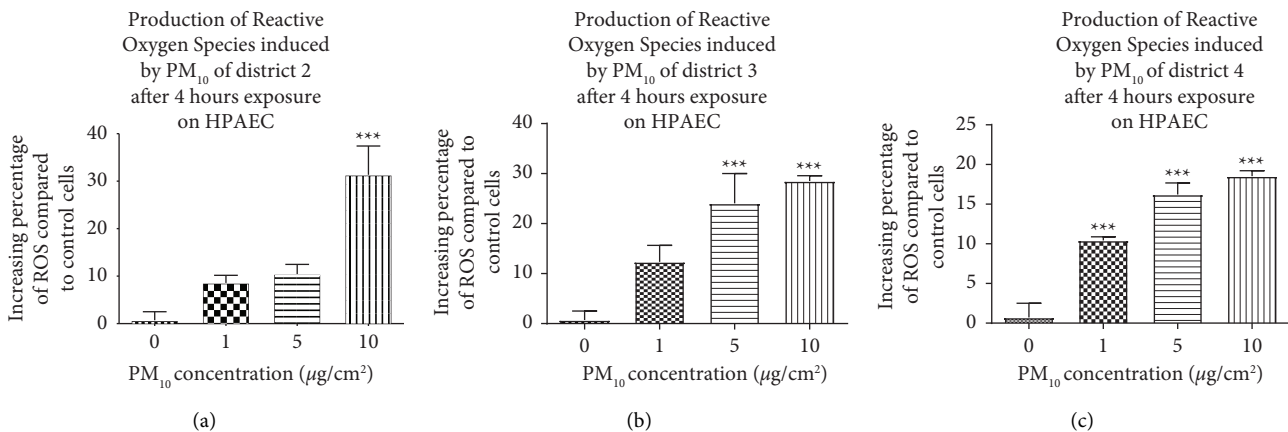 Production of Reactive
Oxygen Species induced
by PM₁₀ of district 2
after 4 hours exposure
on HPAEC
Increasing percentage
of ROS compared
to control cells
40
30
20
10
0
***
0 1 5 10
PM₁₀ concentration (µg/cm²)
(a)
Production of Reactive
Oxygen Species induced
by PM₁₀ of district 3
after 4 hours exposure
on HPAEC
Increasing percentage
of ROS compared to
control cells
40
30
20
10
0
*** ***
0 1 5 10
PM₁₀ concentration (µg/cm²)
(b)
Production of Reactive
Oxygen Species induced
by PM₁₀ of district 4
after 4 hours exposure
on HPAEC
Increasing percentage
of ROS compared to
control cells
25
20
15
10
5
0
*** *** ***
0 1 5 10
PM₁₀ concentration (µg/cm²)
(c)